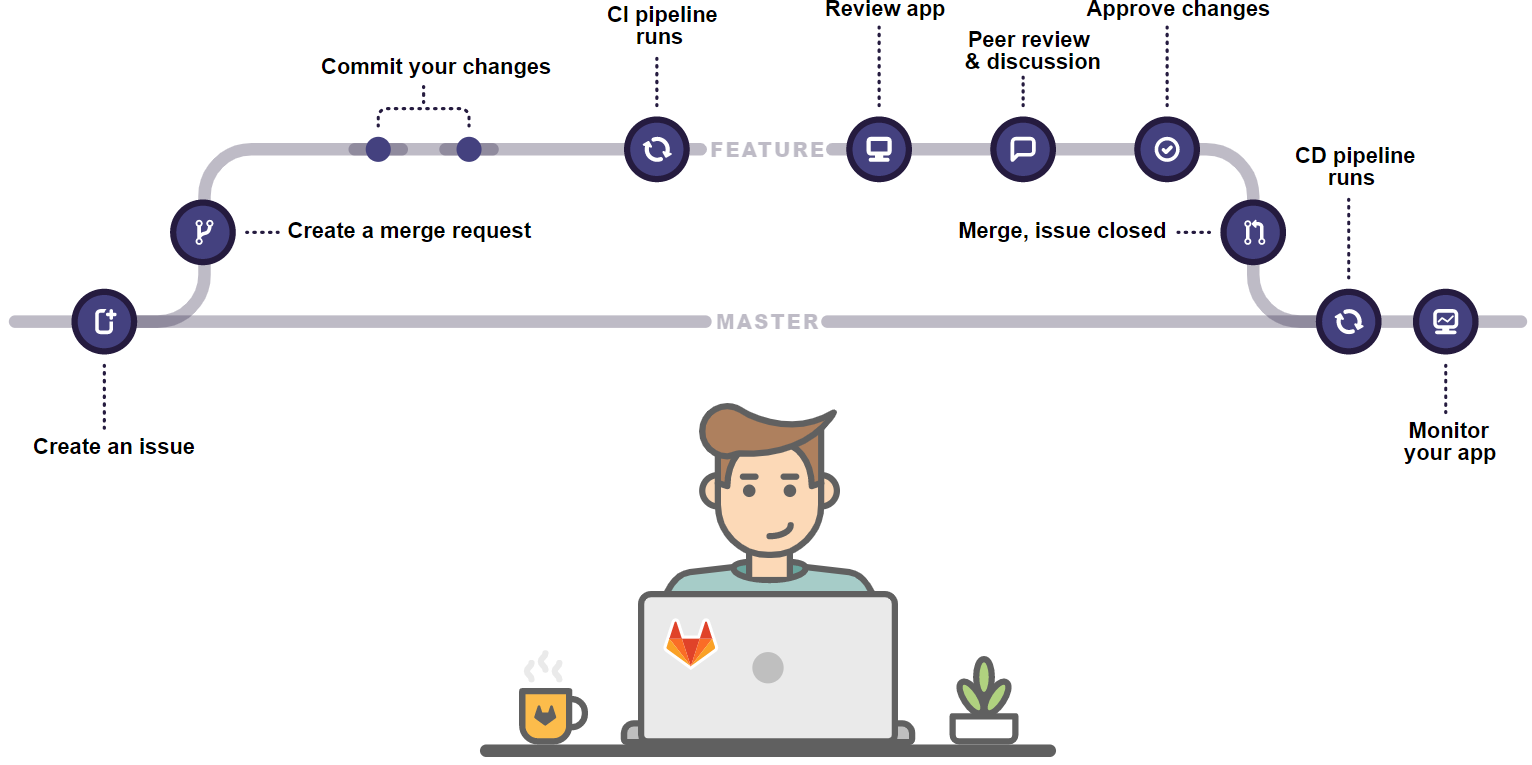 CI pipeline
runs
Review app
Approve changes
Peer review
& discussion
Commit your changes
FEATURE
CD pipeline
runs
Create a merge request
Merge, issue closed
MASTER
Create an issue
Monitor
your app